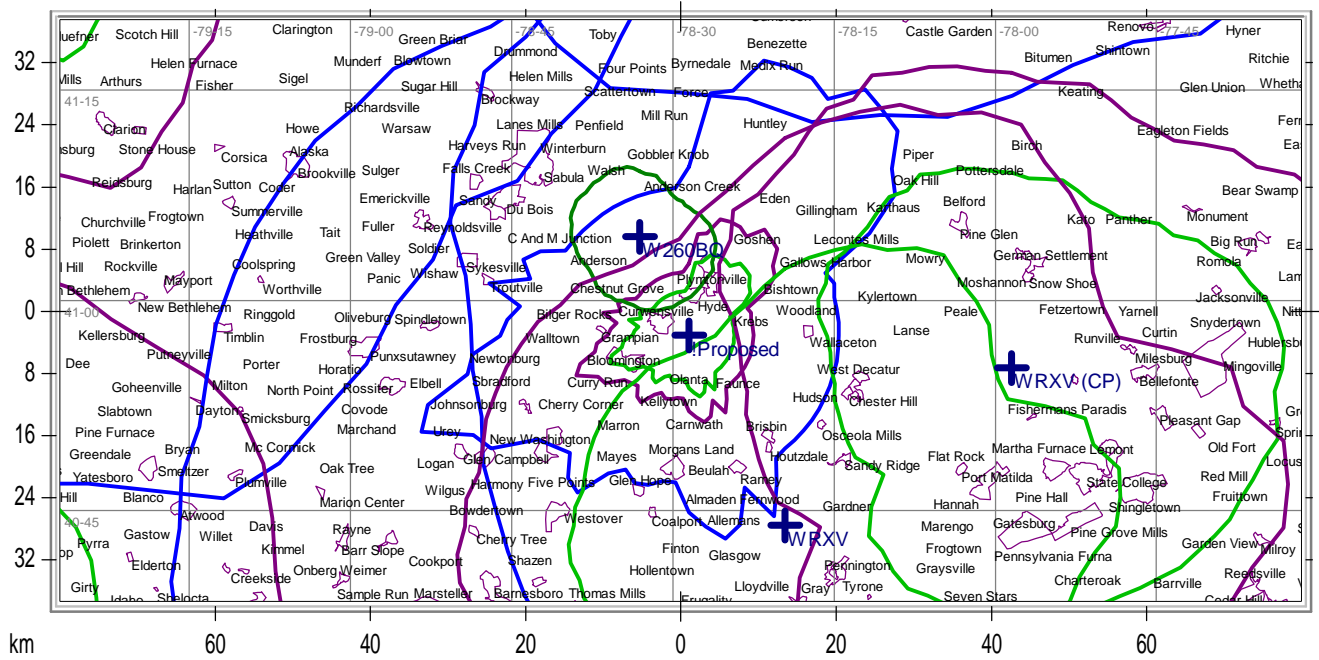 Scotch Hill
Clarington
Toby
Castle Garden
Hyner
-79-15
-79-00
-78-30
-78-15
-78-00
-77-45
Green Briar
Drummond
Benezette
Bitumen
Shintown
Ritchie
32
Helen Furnace
Munderf
Blowtown
Four Points
Byrnedale
Medix Run
Mills
Arthurs
Fisher
Sigel
Sugar Hill
Helen Mills
Scattertown
Force
Keating
Glen Union
41-15
Richardsville
Brockway
Mill Run
24
Clarion
Howe
Warsaw
Lanes Mills
Penfield
Huntley
Eagleton Fields
Stone House
Alaska
Harveys Run
Winterburn
Gobbler Knob
Piper
Birch
Corsica
Brookville
Sulger
Falls Creek
Sabula
Walsh
Oak Hill
Pottersdale
16
Reidsburg
Harlan
Sutton
Coder
Anderson Creek
Bear Swamp
Emerickville
Sandy
Du Bois
Eden
Gillingham
Karthaus
Belford
Kato
Panther
Monument
Churchville
Frogtown
Summerville
Fuller
Reynoldsville
Piolett
Brinkerton
Heathville
Tait
Soldier
C And M Junction
W260BQ
Goshen
Lecontes Mills
Pine Glen
Big Run
8
Rockville
Coolspring
Green Valley
Wishaw
Sykesville
Anderson
Gallows Harbor
Mowry
German Settlement
Romola
Mayport
Worthville
Panic
Troutville
Chestnut Grove
Plymtonville
Bishtown
Kylertown
Moshannon
Snow Shoe
Jacksonville
New Bethlehem
Hyde
0
41-00
Ringgold
Oliveburg
Spindletown
Bilger Rocks
Curwensville
Krebs
Woodland
Peale
Fetzertown
Yarnell
Snydertown
Kellersburg
Timblin
Frostburg
Walltown
Grampian
!Proposed
Wallaceton
Lanse
Runville
Curtin
Putneyville
Punxsutawney
Newtonburg
Bloomington
Milesburg
Mingoville
8
Dee
Porter
Horatio
West Decatur
WRXV (CP)
Bellefonte
Goheenville
Milton
North Point
Rossiter
Elbell
Sbradford
Curry Run
Olanta
Faunce
Slabtown
Dayton
Smicksburg
Covode
Johnsonburg
Cherry Corner
Kellytown
Hudson
Chester Hill
Fishermans Paradis
Pleasant Gap
16
Pine Furnace
Marchand
Urey
New Washington
Marron
Carnwath
Brisbin
Osceola Mills
Old Fort
Greendale
Bryan
Mc Cormick
Glen Campbell
Mayes
Morgans Land
Houtzdale
Flat Rock
Martha Furnace
Lemont
Yatesboro
Smeltzer
Plumville
Oak Tree
Logan
Beulah
Sandy Ridge
Port Matilda
State College
Red Mill
24
Hill
Blanco
Marion Center
Wilgus
Harmony
Five Points
Glen Hope
Ramey
Almaden
Fernwood
Gardner
Hannah
Pine Hall
Shingletown
Fruittown
40-45
Atwood
Davis
Rayne
Bowdertown
Westover
Coalport
Allemans
WRXV
Marengo
Gatesburg
Pine Grove Mills
Gastow
Willet
Kimmel
Barr Slope
Cherry Tree
Finton
Glasgow
Frogtown
Pennsylvania Furna
Garden View
Milroy
32
Elderton
Creekside
Onberg
Weimer
Cookport
Shazen
Hollentown
Pennington
Graysville
Charteroak
Barrville
Reedsville
Girty
Shelocta
Sample Run
Marsteller
Barnesboro
Thomas Mills
Lloydville
Gray
Tyrone
Seven Stars
km
60
40
20
0
20
40
60